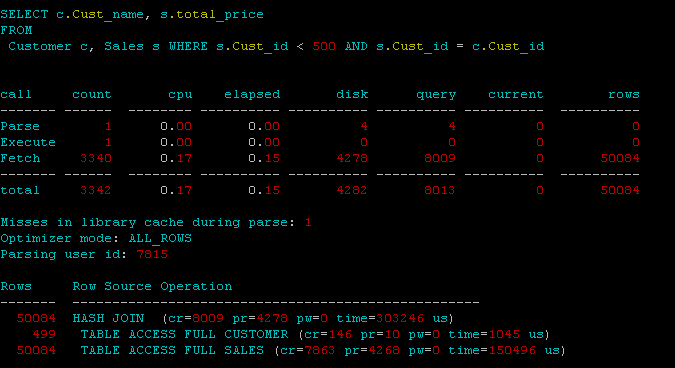 SELECT c.Cust_name, s.total_price
FROM
Customer c, Sales s WHERE s.Cust_id < 500 AND s.Cust_id = c.Cust_id
call count cpu elapsed disk query current rows
------- ------ -------- ---------- ---------- ---------- ---------- ----------
Parse 1 0.00 0.00 4 4 0 0
Execute 1 0.00 0.00 0 0 0 0
Fetch 3340 0.17 0.15 4278 8009 0 50084
------- ------ -------- ---------- ---------- ---------- ---------- ----------
total 3342 0.17 0.15 4282 8013 0 50084
Misses in library cache during parse: 1
Optimizer mode: ALL_ROWS
Parsing user id: 7815
Rows Row Source Operation
------- ---------------------------------------------------
50084 HASH JOIN (cr=8009 pr=4278 pw=0 time=303246 us)
499 TABLE ACCESS FULL CUSTOMER (cr=146 pr=10 pw=0 time=1045 us)
50084 TABLE ACCESS FULL SALES (cr=7863 pr=4268 pw=0 time=150496 us)